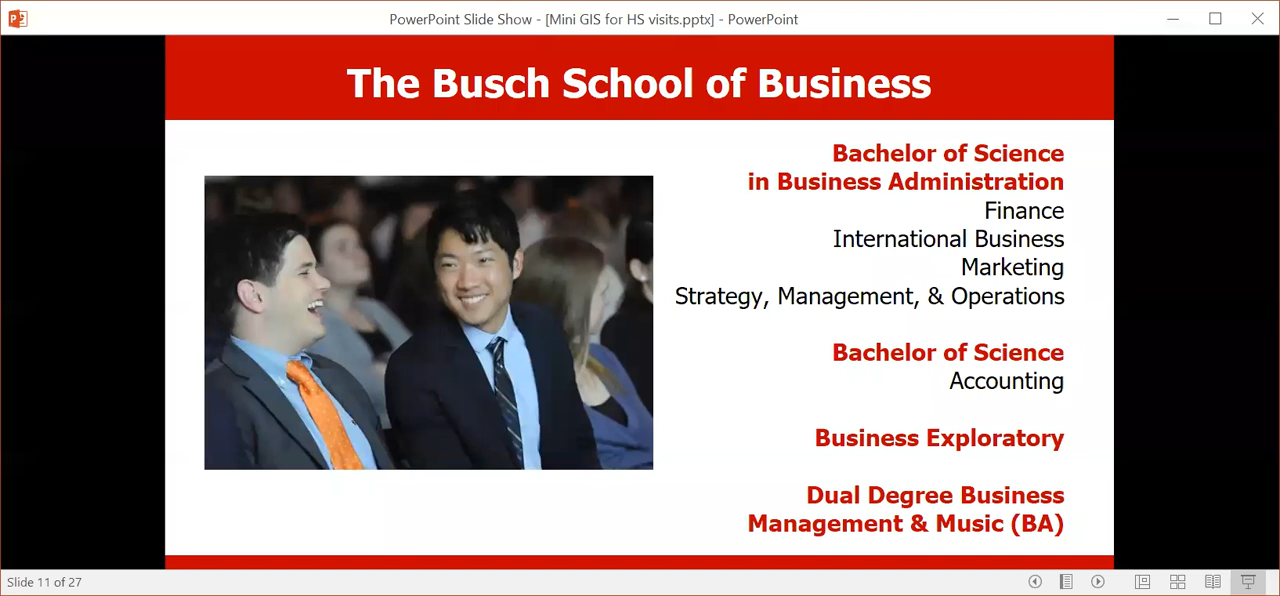 PowerPoint Slide Show - [Mini GIS for HS visits.pptx] - PowerPoint
The Busch School of Business
Bachelor of Science
in Business Administration
Finance
International Business
Marketing
Strategy, Management, & Operations
Bachelor of Science
Accounting
Business Exploratory
Dual Degree Business
Management & Music (BA)
Slide 11 of 27